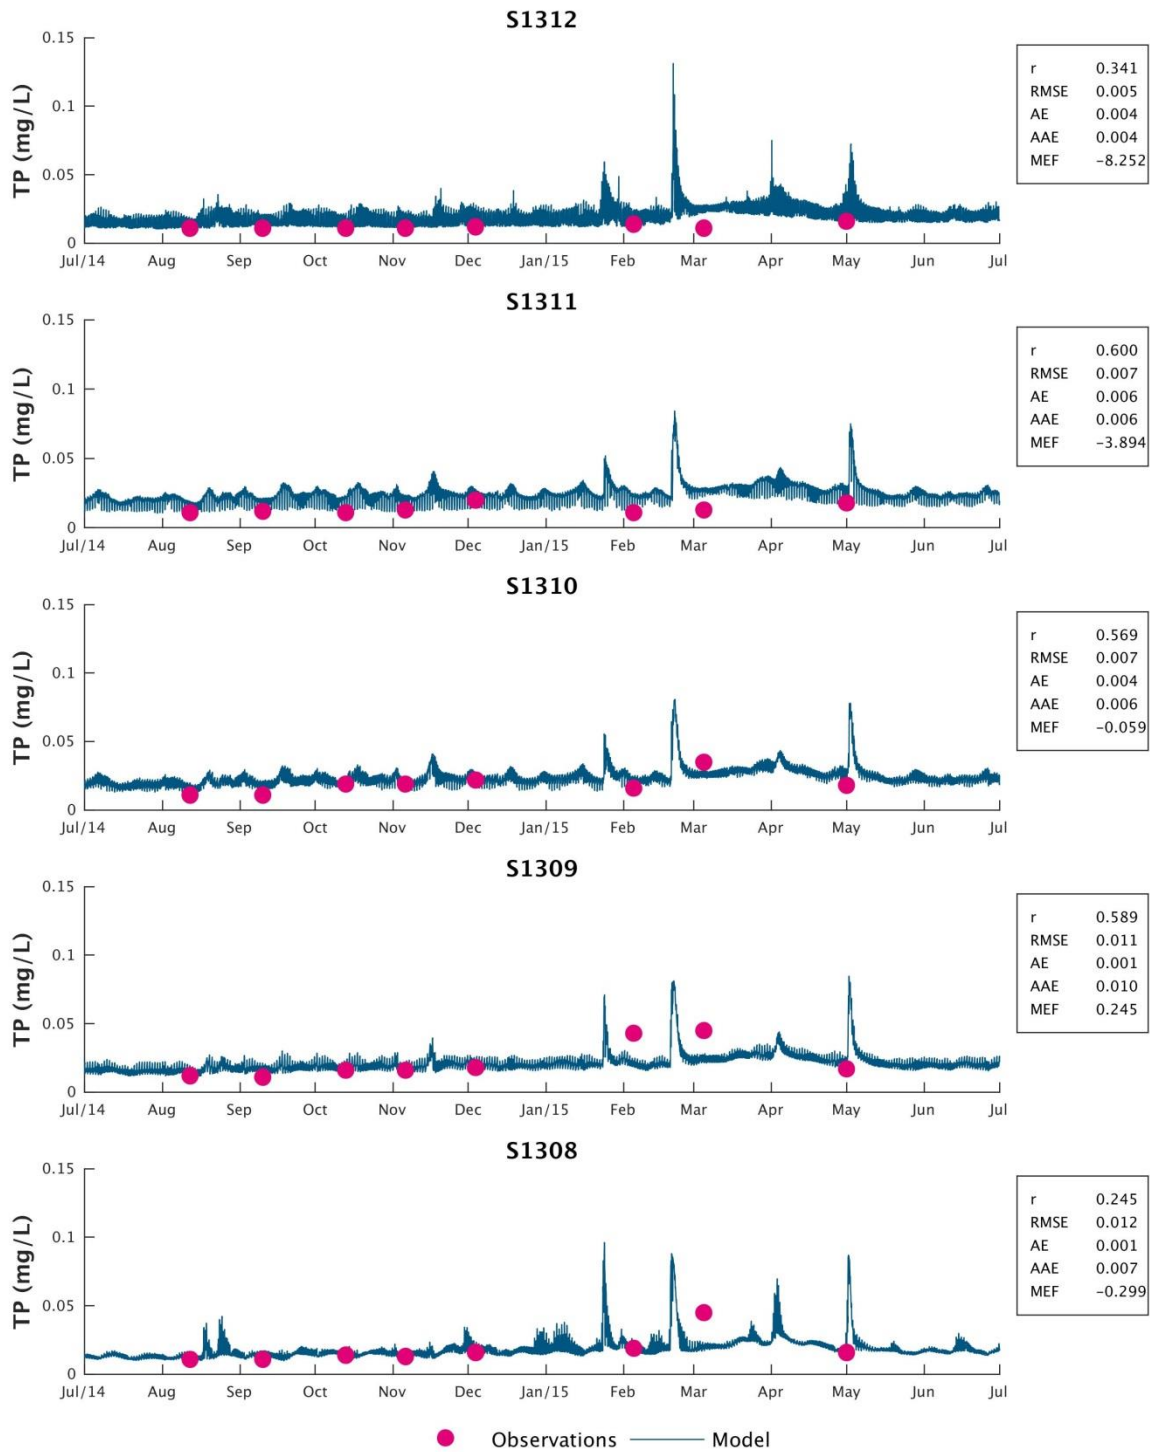 S1312
0.15
0.1
0.05
0
TP (mg/L)
Jul/14 Aug Sep Oct Nov Dec Jan/15 Feb Mar Apr May Jun Jul
r 0.341
RMSE 0.005
AE 0.004
AAE 0.004
MEF −8.252
S1311
0.15
0.1
0.05
0
TP (mg/L)
Jul/14 Aug Sep Oct Nov Dec Jan/15 Feb Mar Apr May Jun Jul
r 0.600
RMSE 0.007
AE 0.006
AAE 0.006
MEF −3.894
S1310
0.15
0.1
0.05
0
TP (mg/L)
Jul/14 Aug Sep Oct Nov Dec Jan/15 Feb Mar Apr May Jun Jul
r 0.569
RMSE 0.007
AE 0.004
AAE 0.006
MEF −0.059
S1309
0.15
0.1
0.05
0
TP (mg/L)
Jul/14 Aug Sep Oct Nov Dec Jan/15 Feb Mar Apr May Jun Jul
r 0.589
RMSE 0.011
AE 0.001
AAE 0.010
MEF 0.245
S1308
0.15
0.1
0.05
0
TP (mg/L)
Jul/14 Aug Sep Oct Nov Dec Jan/15 Feb Mar Apr May Jun Jul
r 0.245
RMSE 0.012
AE 0.001
AAE 0.007
MEF −0.299
Observations Model